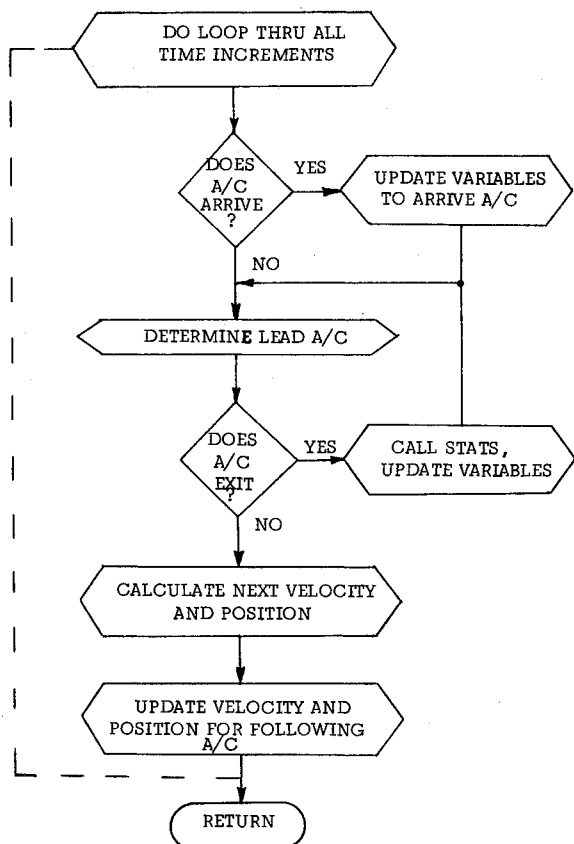 DO LOOP THRU ALL
TIME INCREMENTS
DOES
A/C
ARRIVE
?
YES
UPDATE VARIABLES
TO ARRIVE A/C
NO
DETERMINE LEAD A/C
DOES
A/C
EXIT
?
YES
CALL STATS,
UPDATE VARIABLES
NO
CALCULATE NEXT VELOCITY
AND POSITION
UPDATE VELOCITY AND
POSITION FOR FOLLOWING
A/C
RETURN